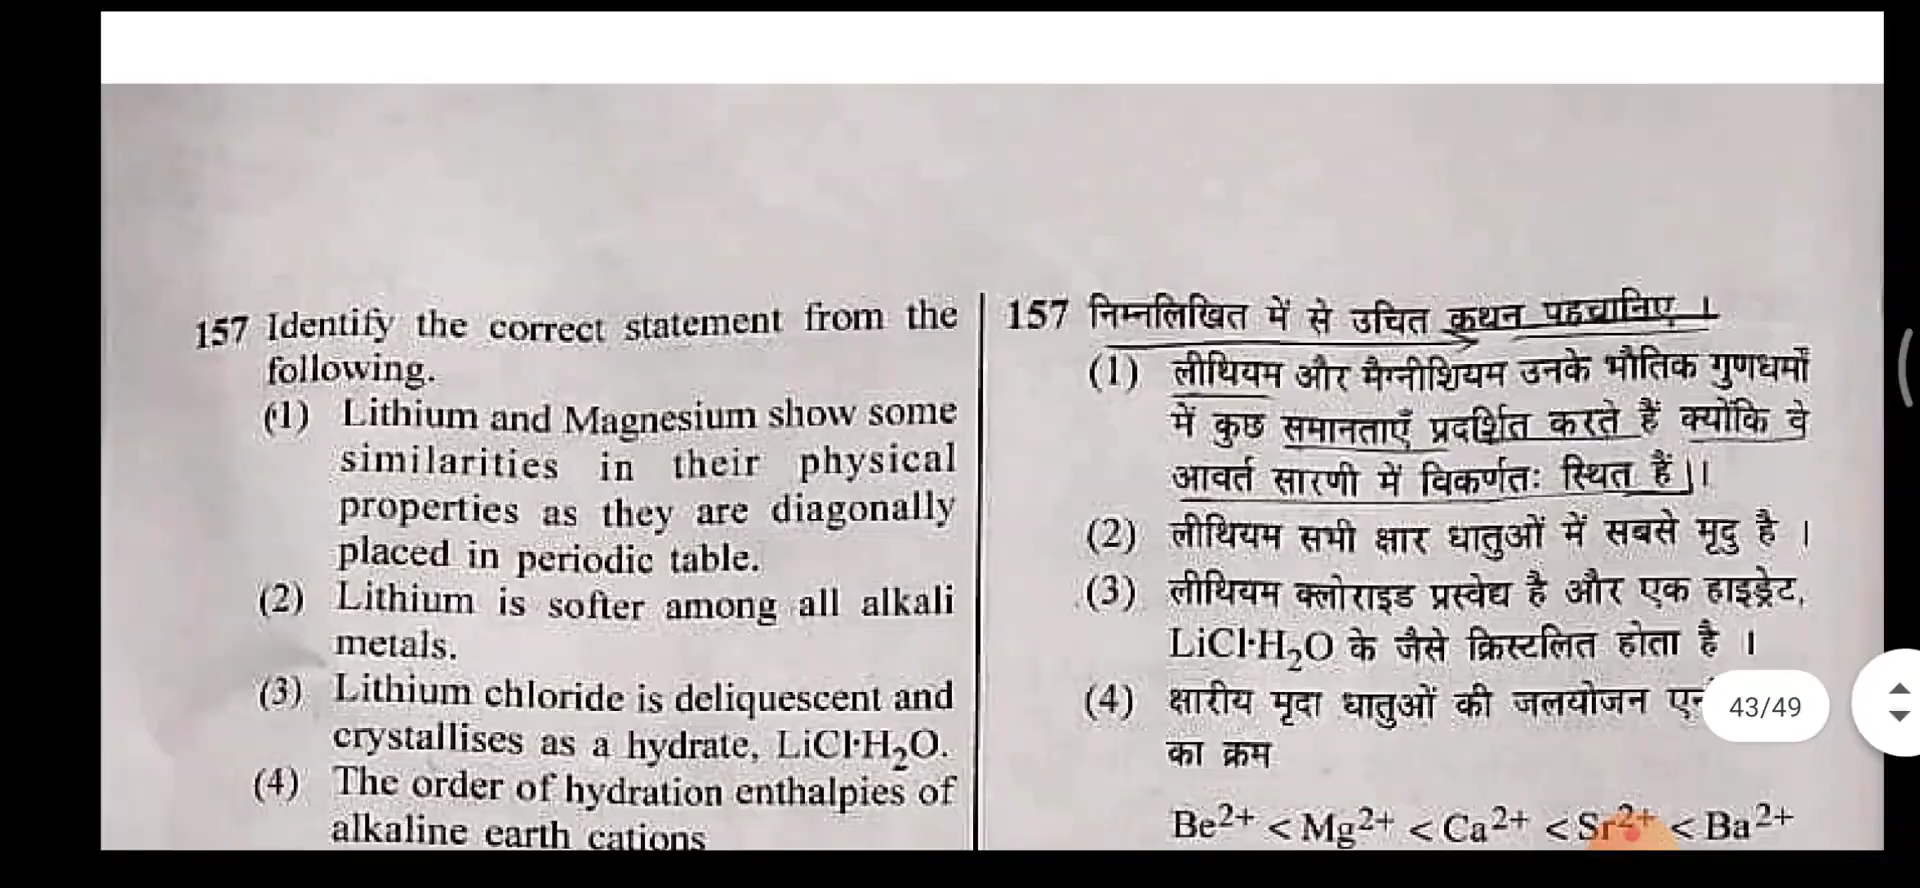 157 Identify the correct statement from the
following.
(1) Lithium and Magnesium show some
similarities in their physical
properties as they are diagonally
placed in periodic table.
(2) Lithium is softer among all alkali
metals.
(3) Lithium chloride is deliquescent and
crystallises as a hydrate, LiCl·H₂O.
(4) The order of hydration enthalpies of
alkaline earth cations
157 निम्नलिखित में से उचित कथन पहचानिए ।
(1) लीथियम और मैग्नीशियम उनके भौतिक गुणधर्मों
में कुछ समानताएँ प्रदर्शित करते हैं क्योंकि वे
आवर्त सारणी में विकर्णतः स्थित हैं ।
(2) लीथियम सभी क्षार धातुओं में सबसे मृदु है ।
(3) लीथियम क्लोराइड प्रस्वेद्य है और एक हाइड्रेट,
LiCl·H₂O के जैसे क्रिस्टलित होता है ।
(4) क्षारीय मृदा धातुओं की जलयोजन
का क्रम
Be²⁺ < Mg²⁺ < Ca²⁺ < Sr²⁺ < Ba²⁺
43/49